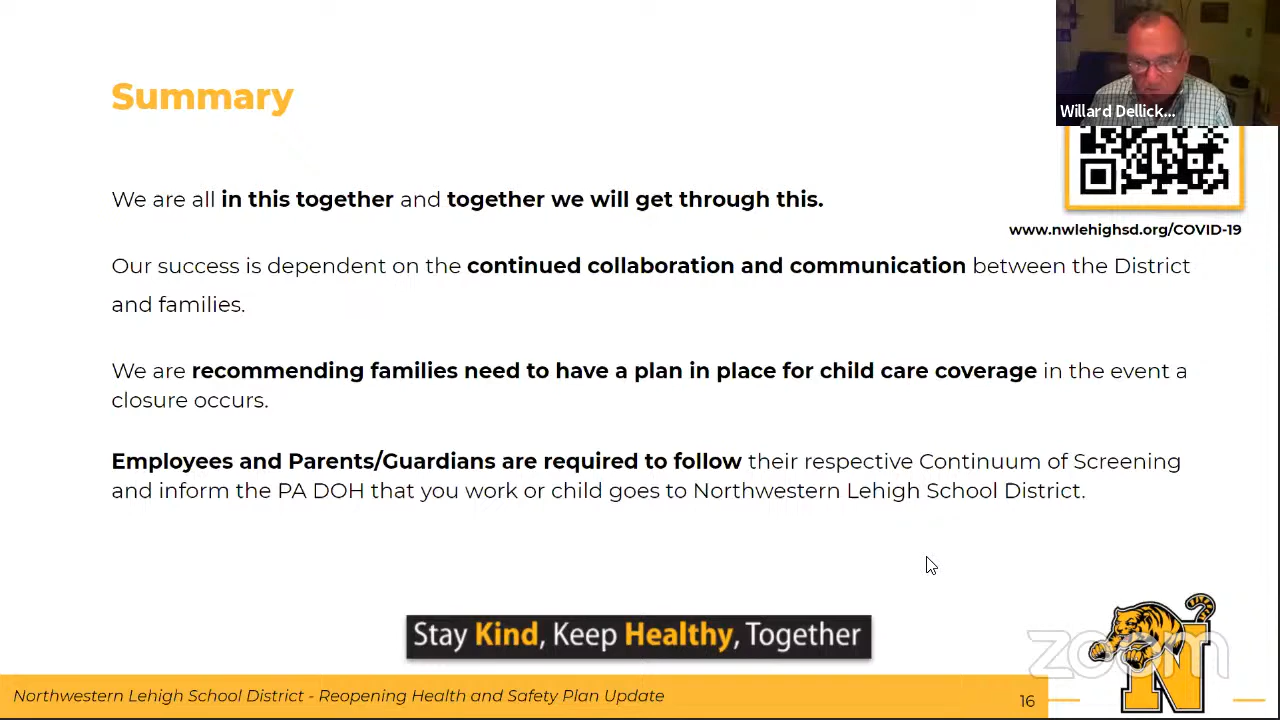 Summary
Willard Dellick...
We are all in this together and together we will get through this.
www.nwlehighsd.org/COVID-19
Our success is dependent on the continued collaboration and communication between the District
and families.
We are recommending families need to have a plan in place for child care coverage in the event a
closure occurs.
Employees and Parents/Guardians are required to follow their respective Continuum of Screening
and inform the PA DOH that you work or child goes to Northwestern Lehigh School District.
Stay Kind, Keep Healthy, Together
N
zoom
Northwestern Lehigh School District - Reopening Health and Safety Plan Update
16